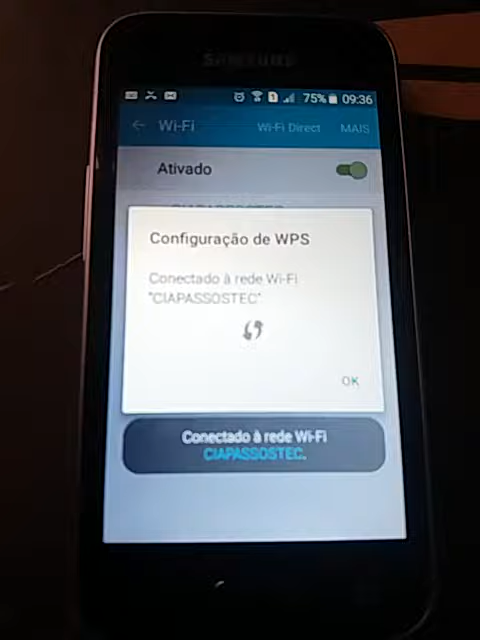 SAMSUNG
75% 09:36
Wi-Fi Wi-Fi Direct MAIS
Ativado
Configuração de WPS
Conectado à rede Wi-Fi
"CIAPASSOSTEC".
OK
Conectado à rede Wi-Fi
CIAPASSOSTEC.